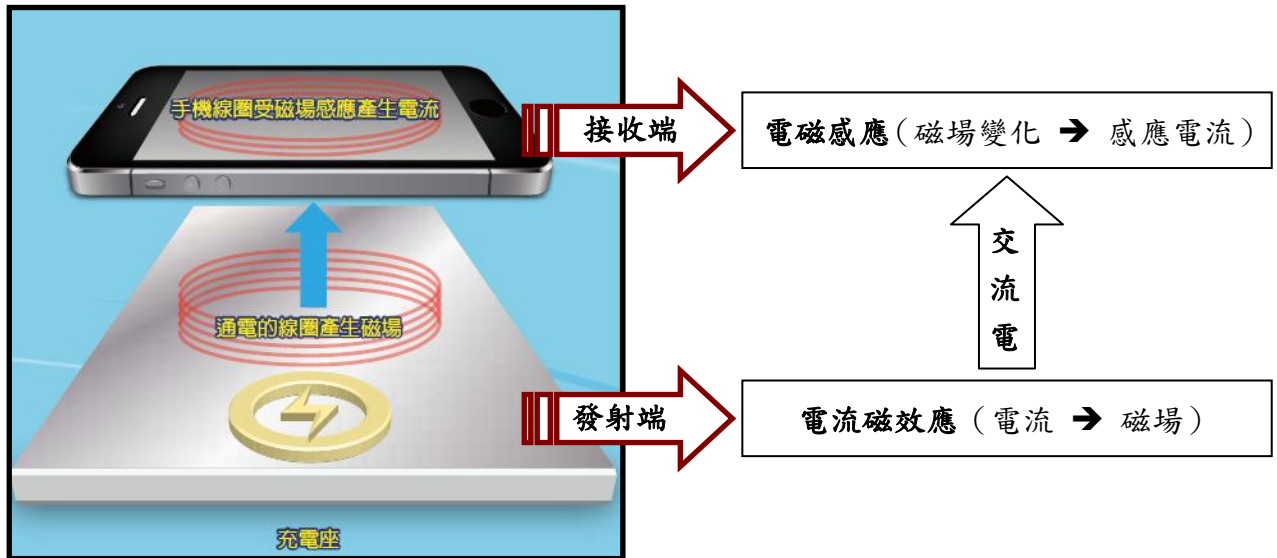 手機線圈受磁場感應產生電流
接收端
電磁感應(磁場變化 ➔ 感應電流)
交
流
電
通電的線圈產生磁場
發射端
電流磁效應(電流 ➔ 磁場)
充電座